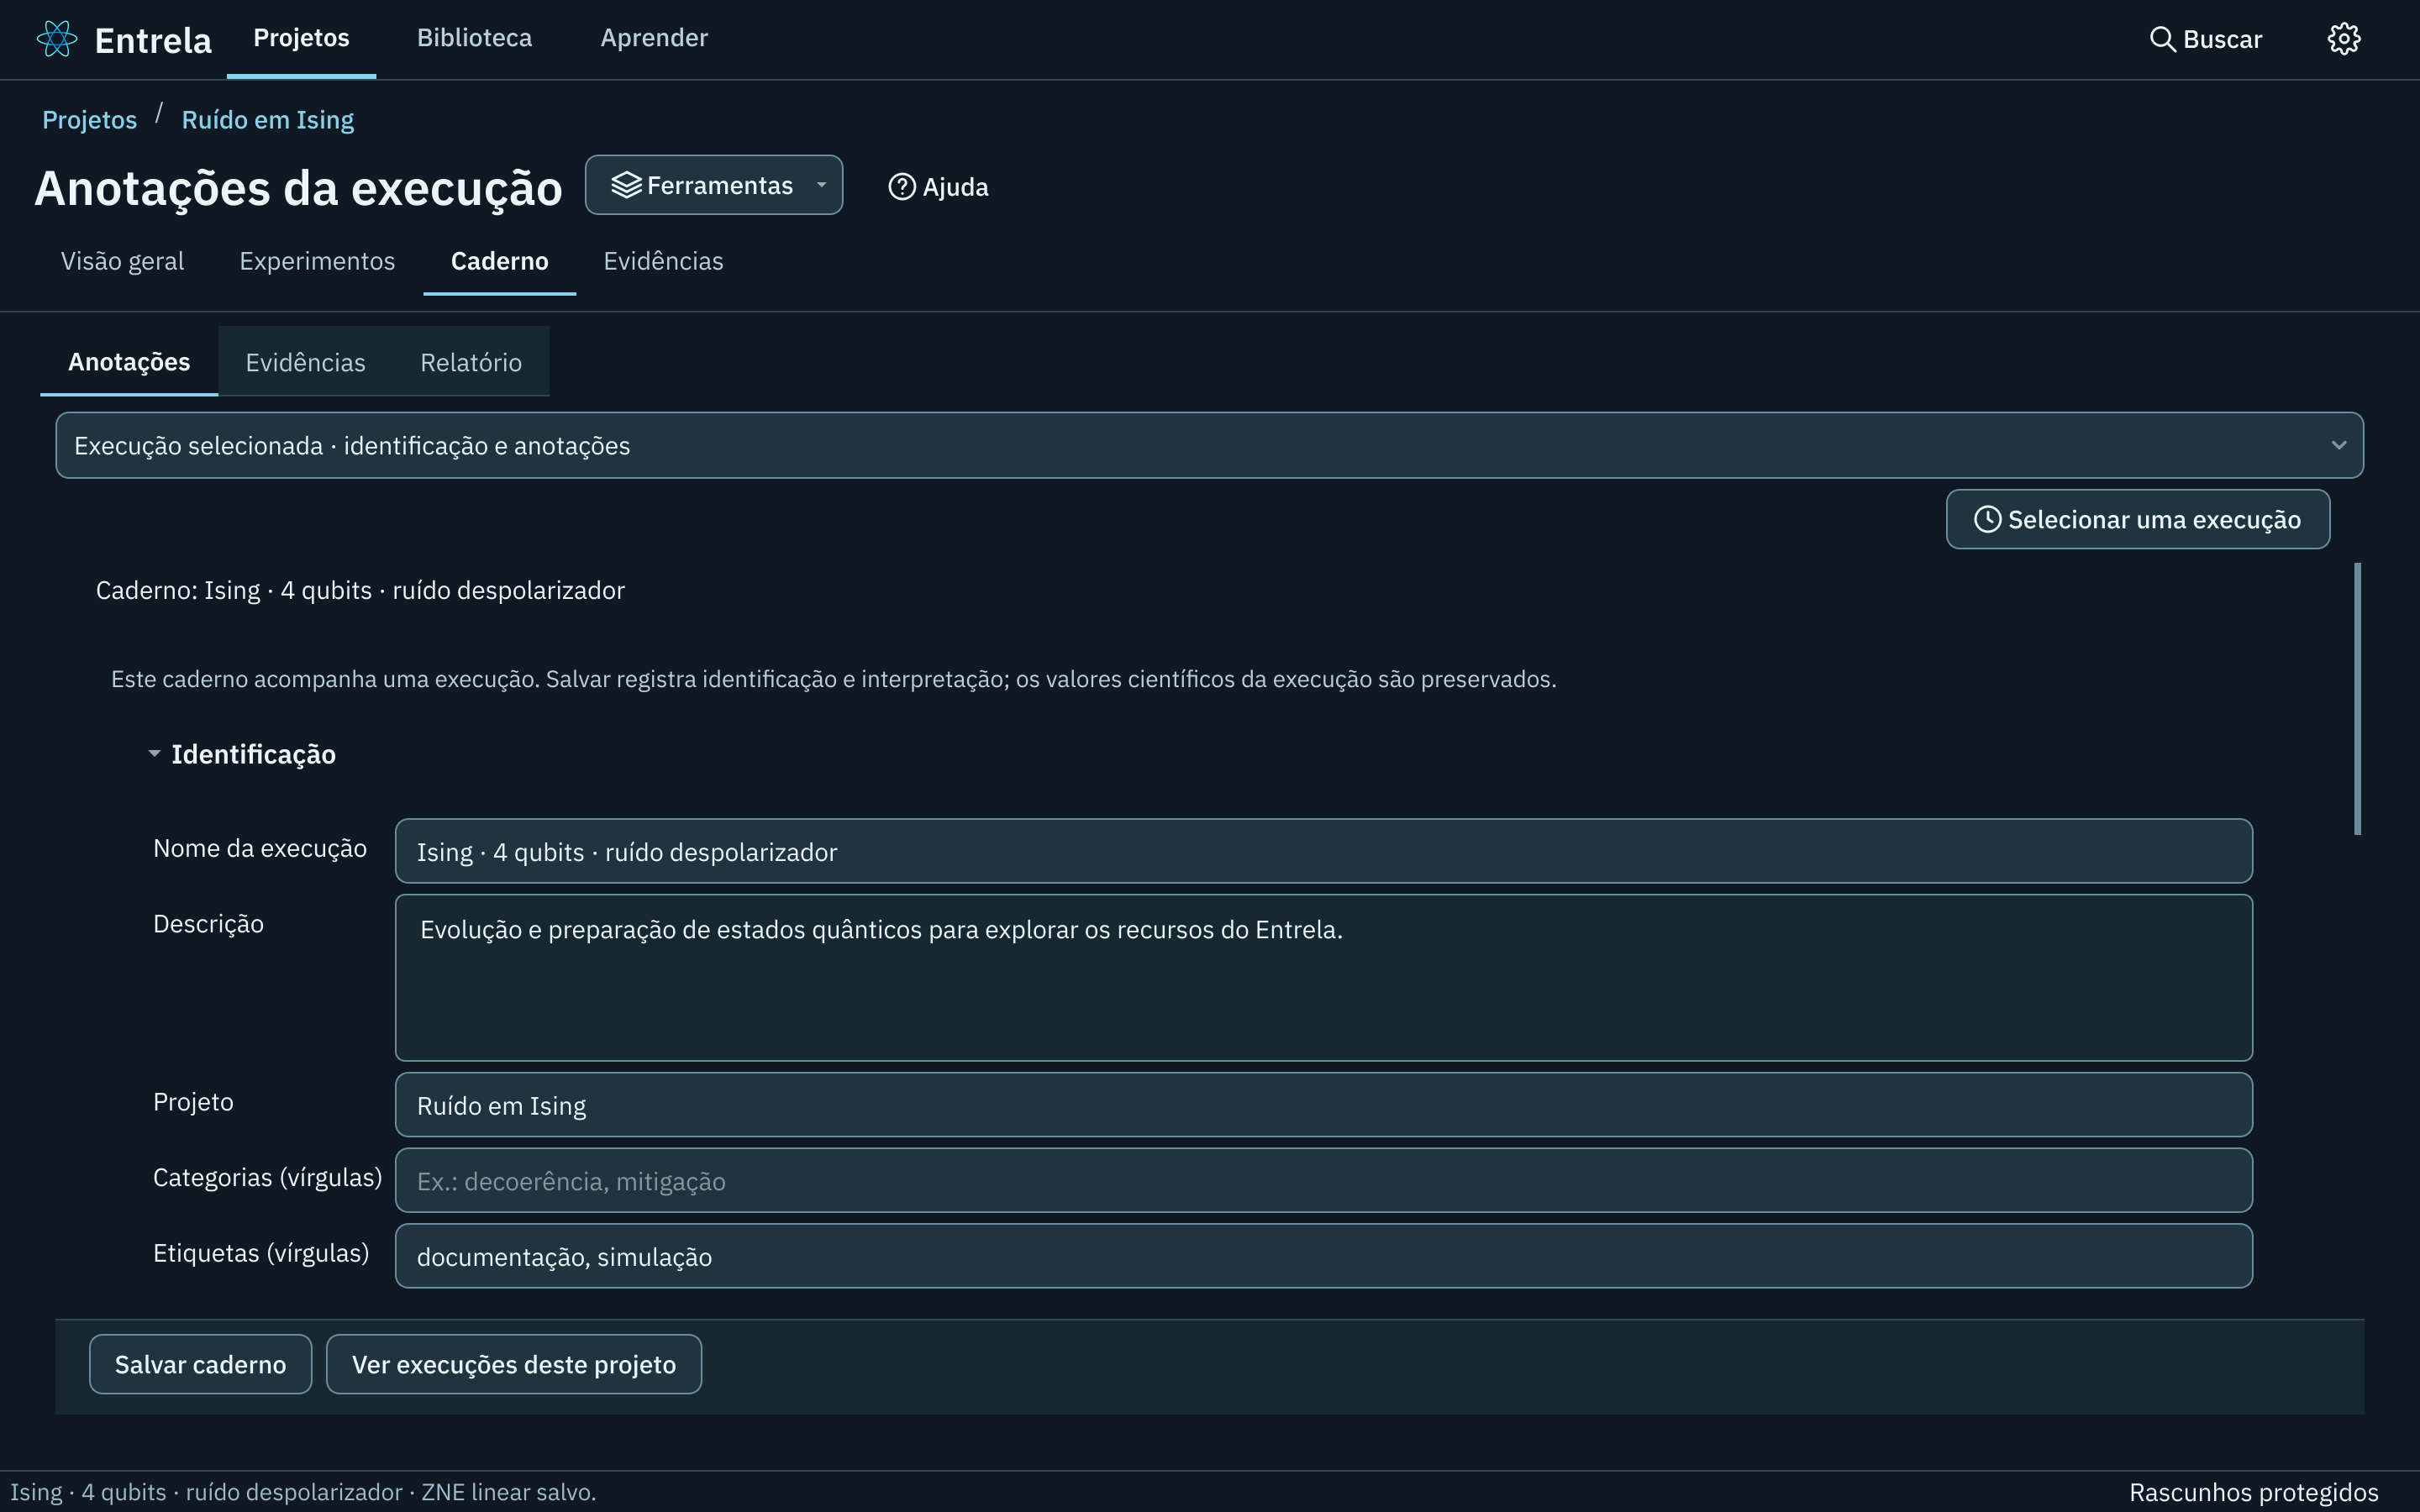 Entrela
Projetos
Biblioteca
Aprender
Buscar
Projetos / Ruído em Ising
Anotações da execução
Ferramentas
Ajuda
Visão geral
Experimentos
Caderno
Evidências
Anotações
Evidências
Relatório
Execução selecionada · identificação e anotações
Selecionar uma execução
Caderno: Ising · 4 qubits · ruído despolarizador
Este caderno acompanha uma execução. Salvar registra identificação e interpretação; os valores científicos da execução são preservados.
Identificação
Nome da execução
Ising · 4 qubits · ruído despolarizador
Descrição
Evolução e preparação de estados quânticos para explorar os recursos do Entrela.
Projeto
Ruído em Ising
Categorias (vírgulas)
Ex.: decoerência, mitigação
Etiquetas (vírgulas)
documentação, simulação
Salvar caderno
Ver execuções deste projeto
Ising · 4 qubits · ruído despolarizador · ZNE linear salvo.
Rascunhos protegidos